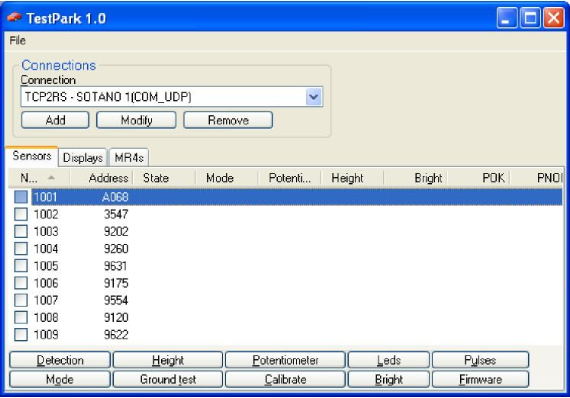 TestPark 1.0
File
Connections
Connection
TCP2RS - SOTANO 1(COM_UDP)
Add Modify Remove
Sensors Displays MR4s
N... Address State Mode Potenti... Height Bright POK PNO
1001 A068
1002 3547
1003 9202
1004 9260
1005 9631
1006 9175
1007 9554
1008 9120
1009 9622
Detection Height Potentiometer Leds Pulses
Mode Ground test Calibrate Bright Firmware